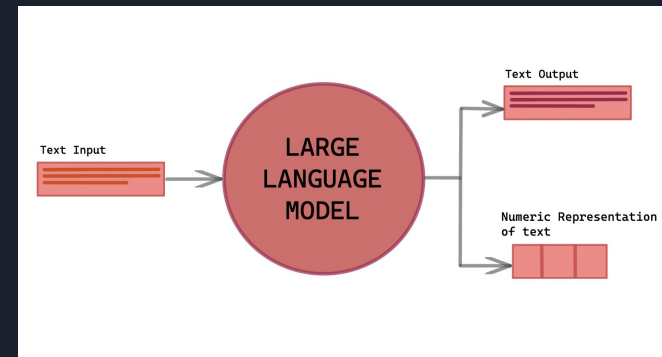 Text Input
LARGE
LANGUAGE
MODEL
Text Output
Numeric Representation
of text